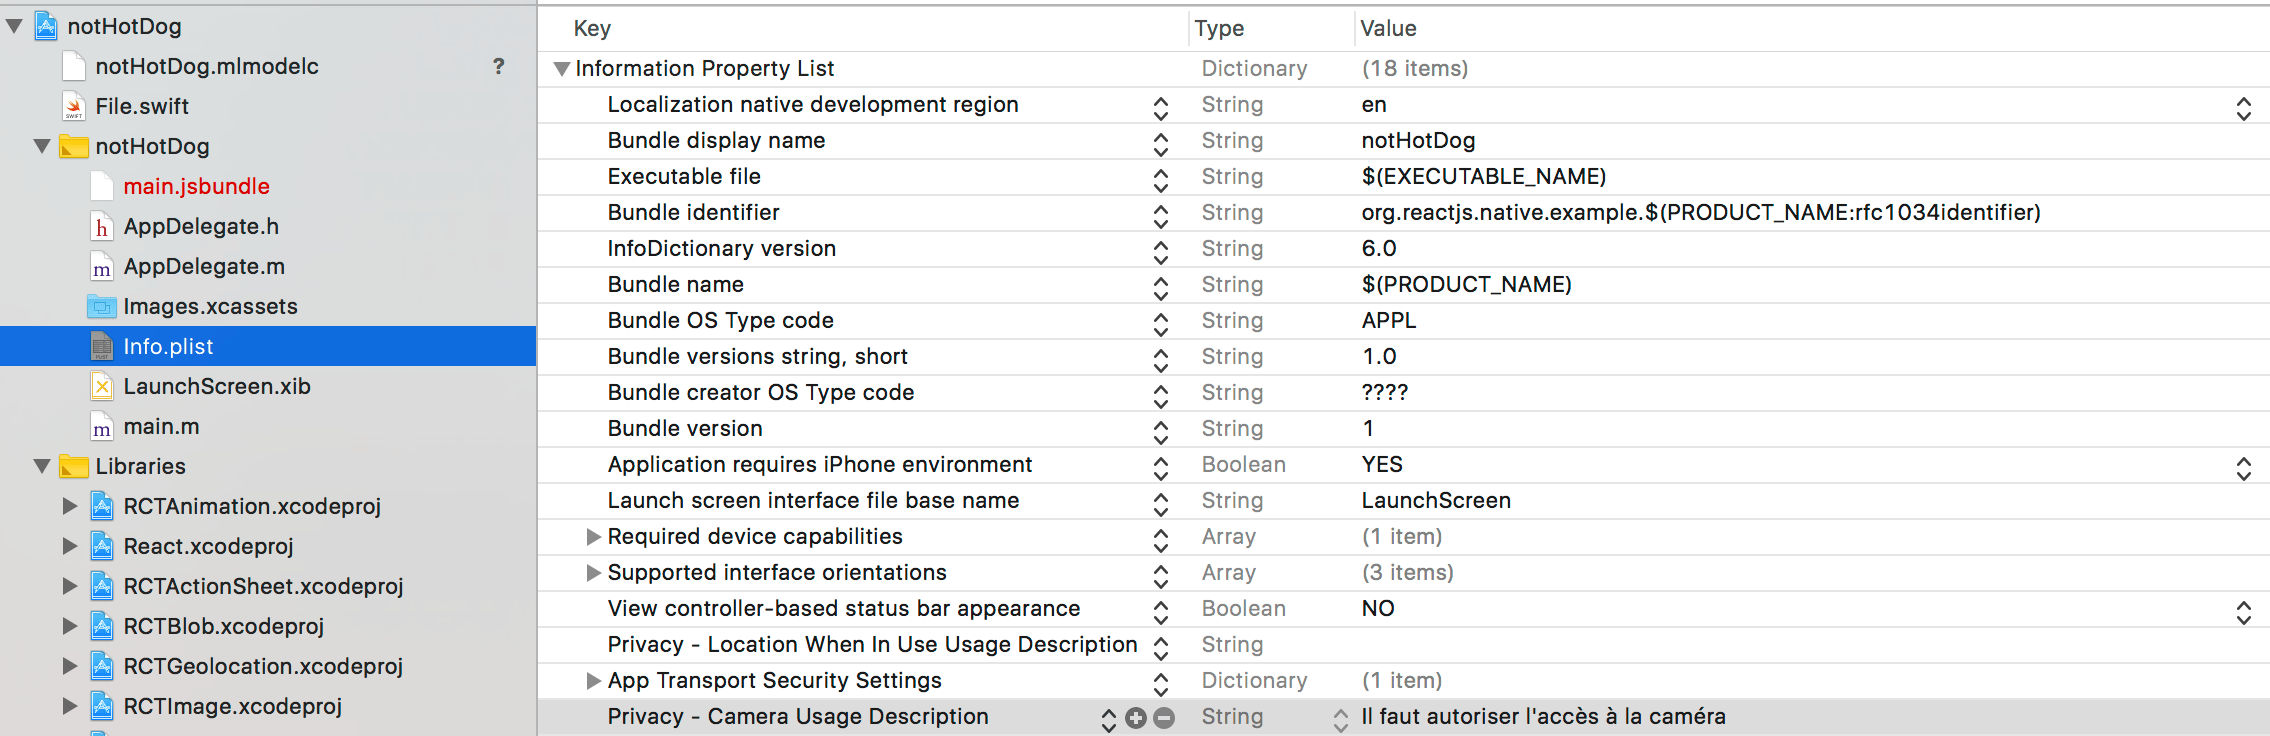 notHotDog
notHotDog.mlmodelc ?
File.swift
notHotDog
main.jsbundle
AppDelegate.h
AppDelegate.m
Images.xcassets
Info.plist
LaunchScreen.xib
main.m
Libraries
RCTAnimation.xcodeproj
React.xcodeproj
RCTActionSheet.xcodeproj
RCTBlob.xcodeproj
RCTGeolocation.xcodeproj
RCTImage.xcodeproj
Key Type Value
Information Property List Dictionary (18 items)
Localization native development region String en
Bundle display name String notHotDog
Executable file String $(EXECUTABLE_NAME)
Bundle identifier String org.reactjs.native.example.$(PRODUCT_NAME:rfc1034identifier)
InfoDictionary version String 6.0
Bundle name String $(PRODUCT_NAME)
Bundle OS Type code String APPL
Bundle versions string, short String 1.0
Bundle creator OS Type code String ????
Bundle version String 1
Application requires iPhone environment Boolean YES
Launch screen interface file base name String LaunchScreen
Required device capabilities Array (1 item)
Supported interface orientations Array (3 items)
View controller-based status bar appearance Boolean NO
Privacy - Location When In Use Usage Description String
App Transport Security Settings Dictionary (1 item)
Privacy - Camera Usage Description String Il faut autoriser l'accès à la caméra